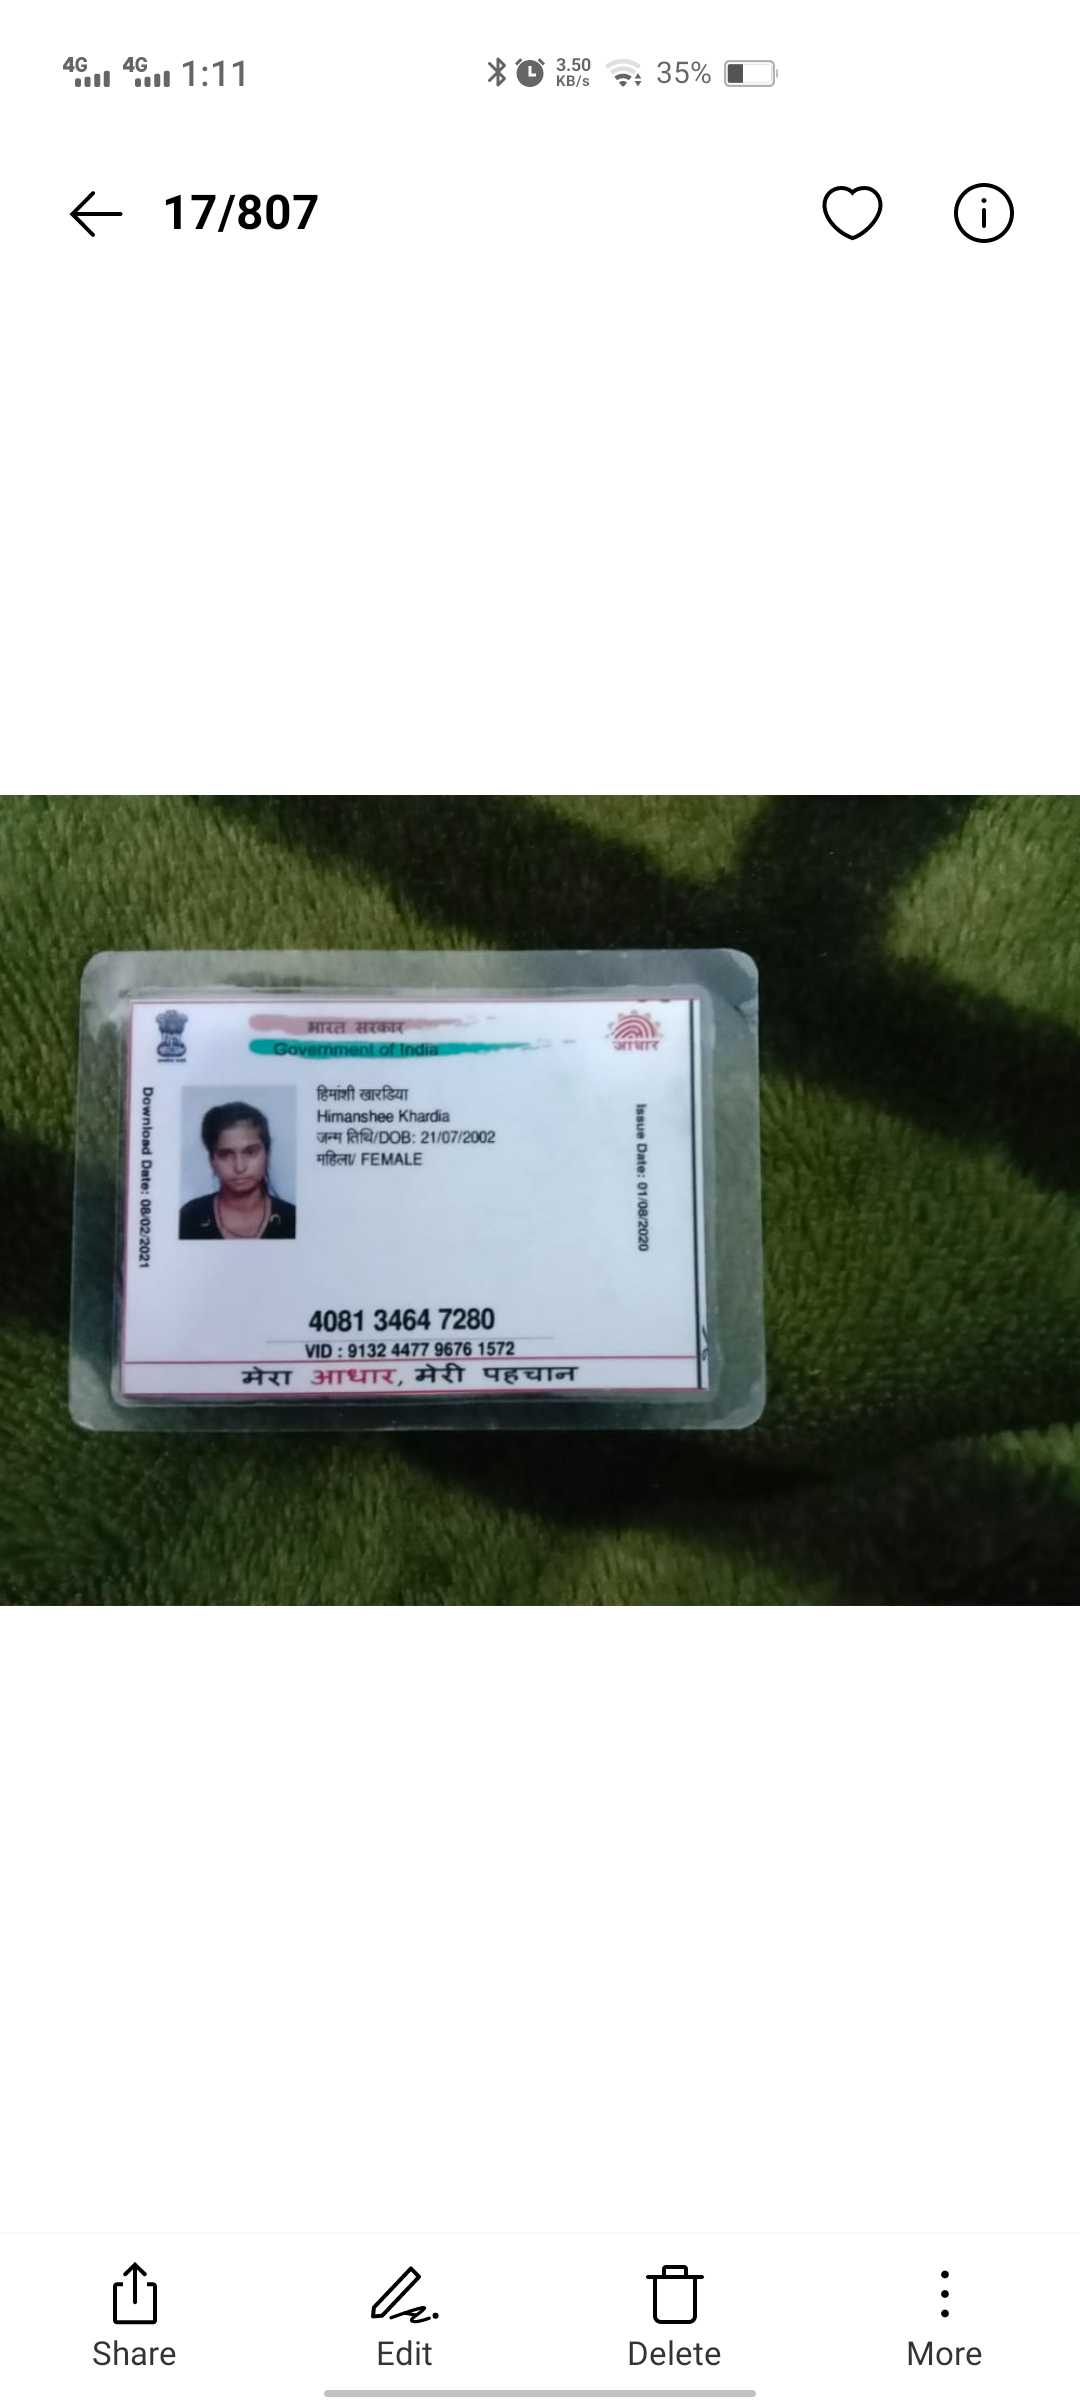 4G 4G 1:11 3.50 KB/s 35%
17/807
भारत सरकार
Government of India
आधार
Download Date: 08/02/2021
हिमांशी खारडिया
Himanshee Khardia
जन्म तिथि/DOB: 21/07/2002
महिला/ FEMALE
Issue Date: 01/08/2020
4081 3464 7280
VID : 9132 4477 9676 1572
मेरा आधार, मेरी पहचान
Share Edit Delete More